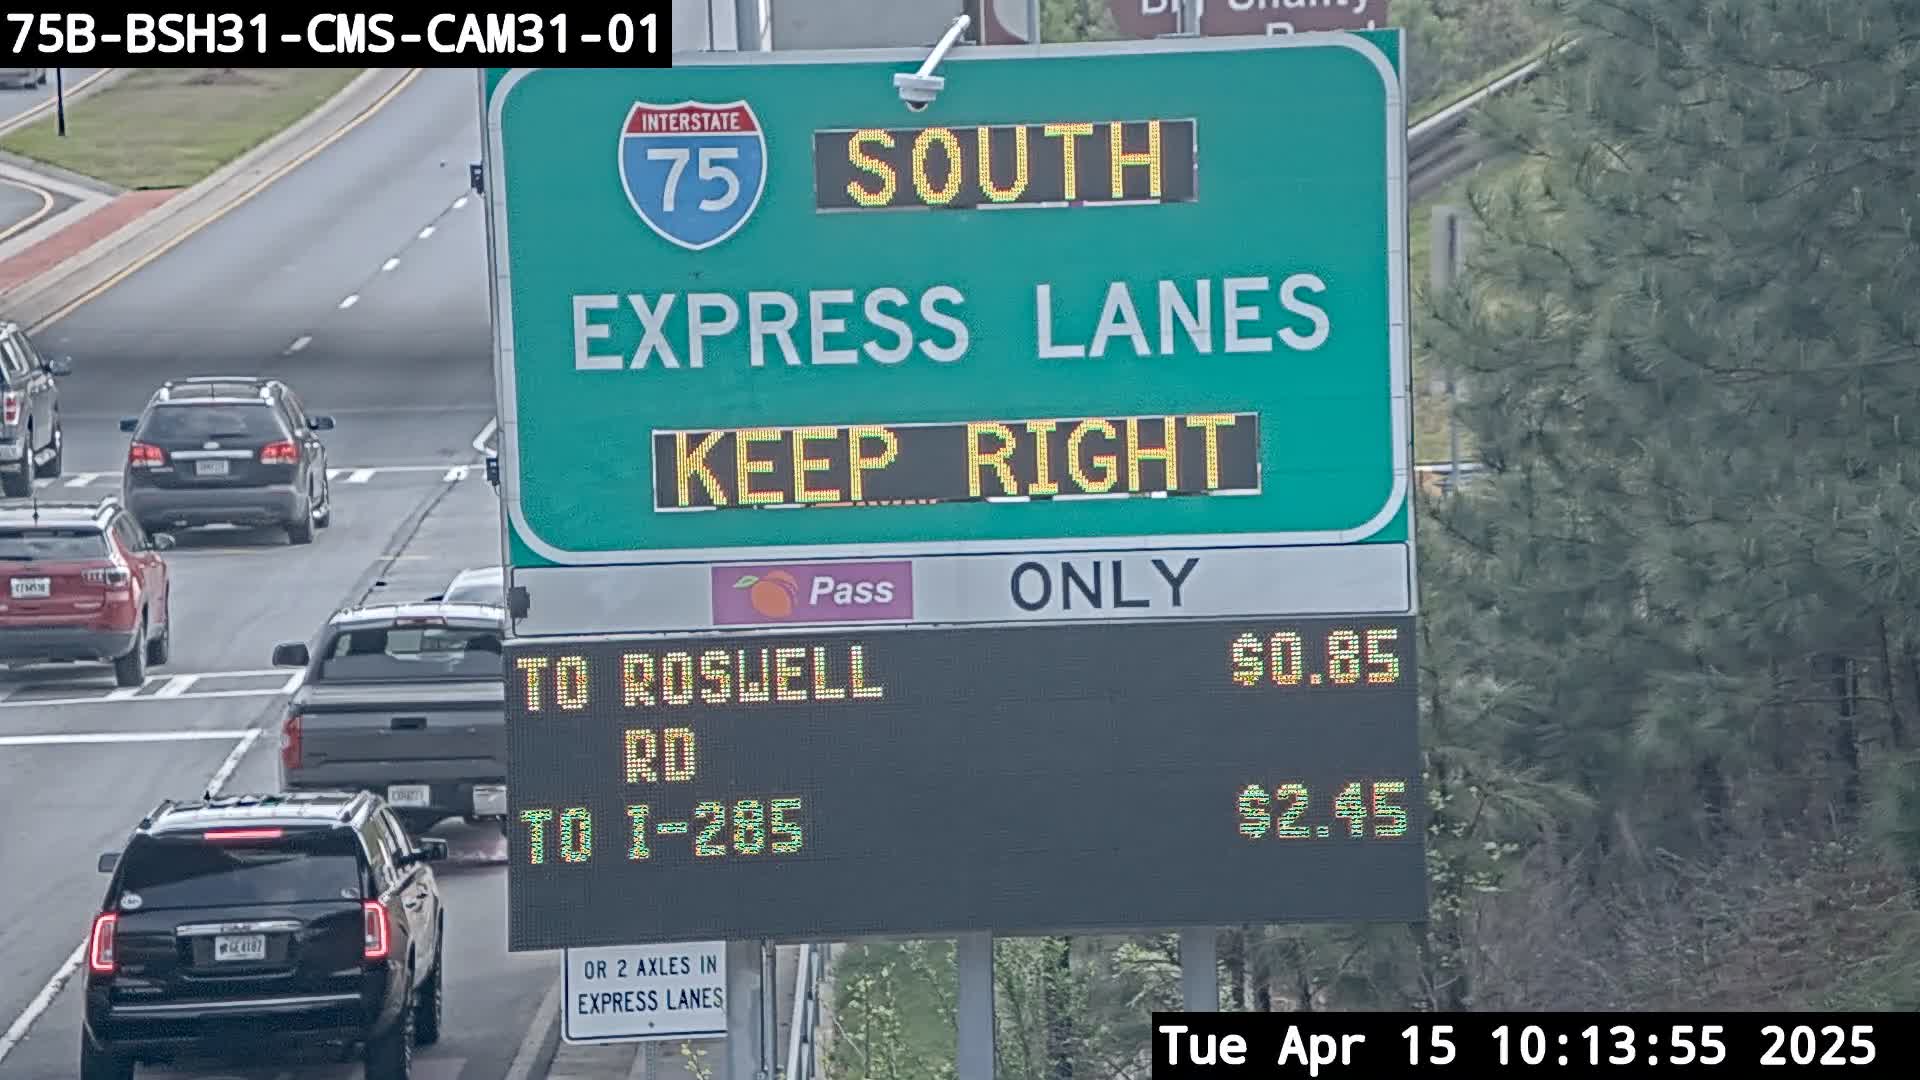 75B-BSH31-CMS-CAM31-01
INTERSTATE
75
SOUTH
EXPRESS LANES
KEEP RIGHT
Pass
ONLY
TO ROSWELL $0.85
RD
TO I-285 $2.45
OR 2 AXLES IN
EXPRESS LANES
Tue Apr 15 10:13:55 2025